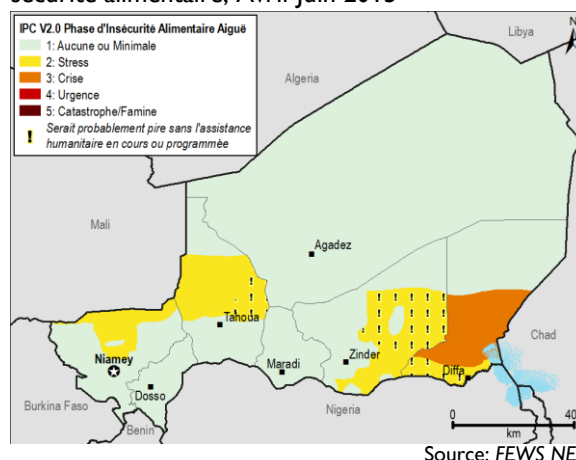 IPC V2.0 Phase d'Insécurité Alimentaire Aiguë
1: Aucune ou Minimale
2: Stress
3: Crise
4: Urgence
5: Catastrophe/Famine
! Serait probablement pire sans l'assistance
humanitaire en cours ou programmée
Libya
N
Algeria
Mali
Agadez
Tahoua
Chad
Zinder
Niamey
Maradi
Diffa
Dosso
Burkina Faso
Nigeria
Benin
0 40
km
Source: FEWS NE